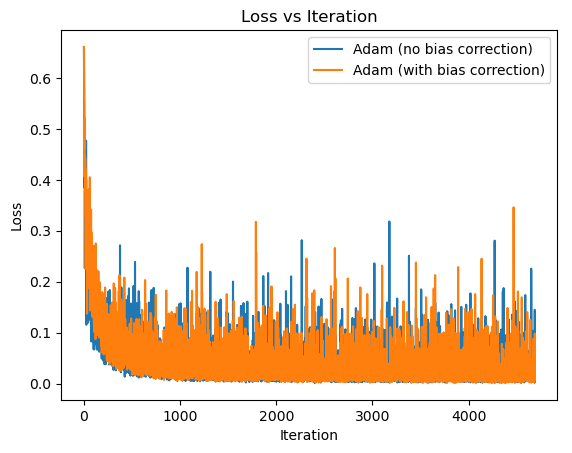 Loss vs Iteration
Adam (no bias correction)
Adam (with bias correction)
Loss
0.6
0.5
0.4
0.3
0.2
0.1
0.0
0 1000 2000 3000 4000
Iteration